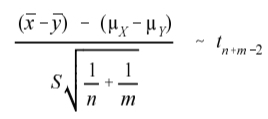 (x̄−ȳ) − (μ_X−μ_Y) / S√(1/n + 1/m) ~ t_{n+m−2}